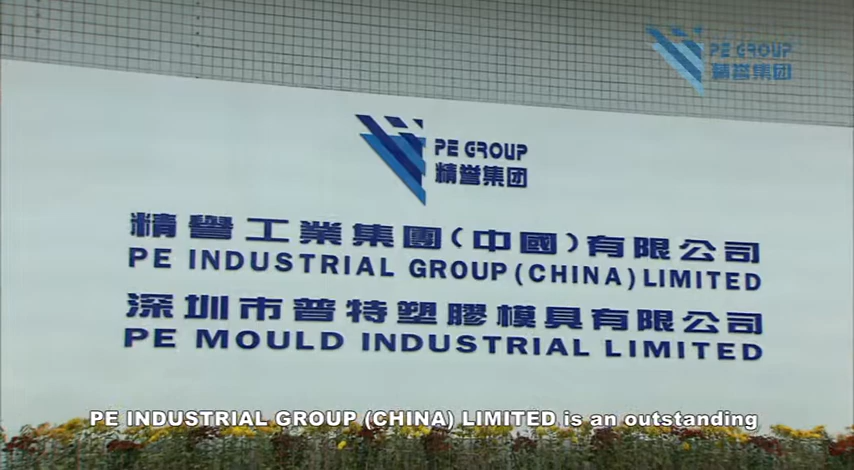 PE GROUP
精誉集团
PE GROUP
精誉集团
精譽工業集團(中國)有限公司
PE INDUSTRIAL GROUP (CHINA) LIMITED
深圳市普特塑膠模具有限公司
PE MOULD INDUSTRIAL LIMITED
PE INDUSTRIAL GROUP (CHINA) LIMITED is an outstanding